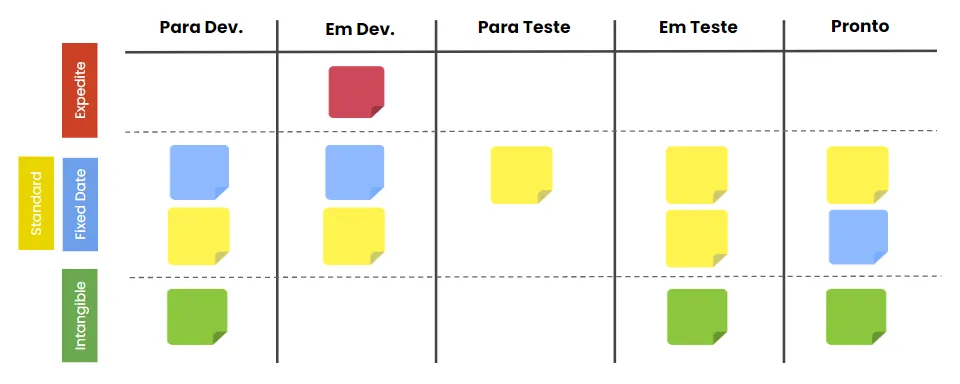 Para Dev.
Em Dev.
Para Teste
Em Teste
Pronto
Expedite
Standard
Fixed Date
Intangible